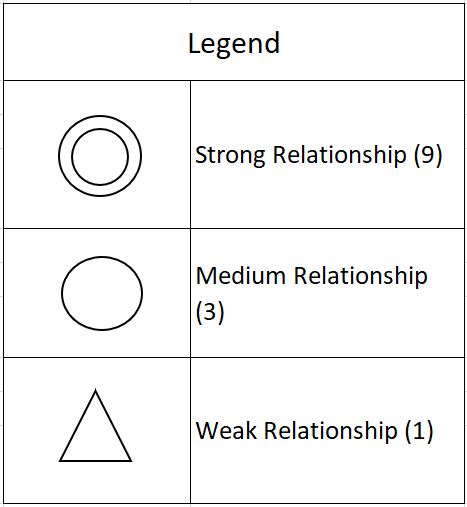 Legend
Strong Relationship (9)
Medium Relationship
(3)
Weak Relationship (1)